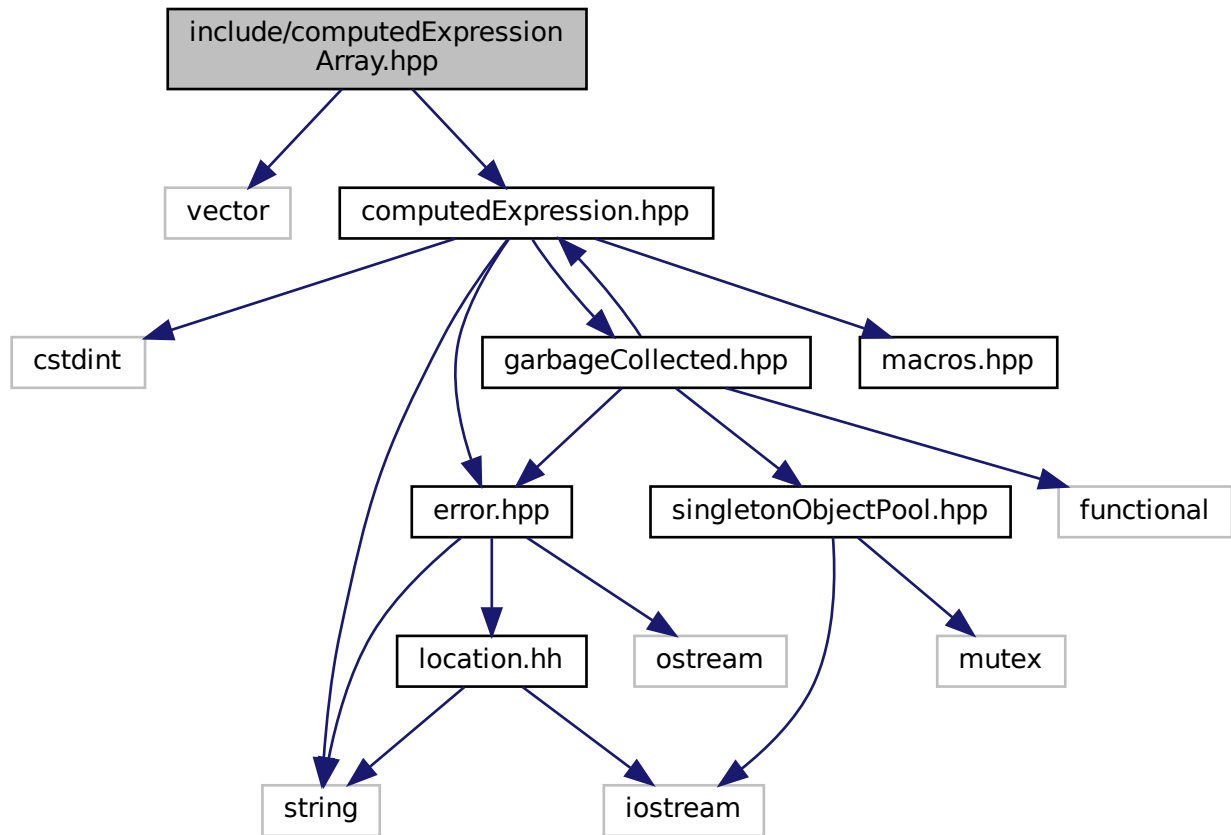 include/computedExpression
Array.hpp
vector
computedExpression.hpp
cstdint
garbageCollected.hpp
macros.hpp
error.hpp
singletonObjectPool.hpp
functional
location.hh
ostream
mutex
string
iostream